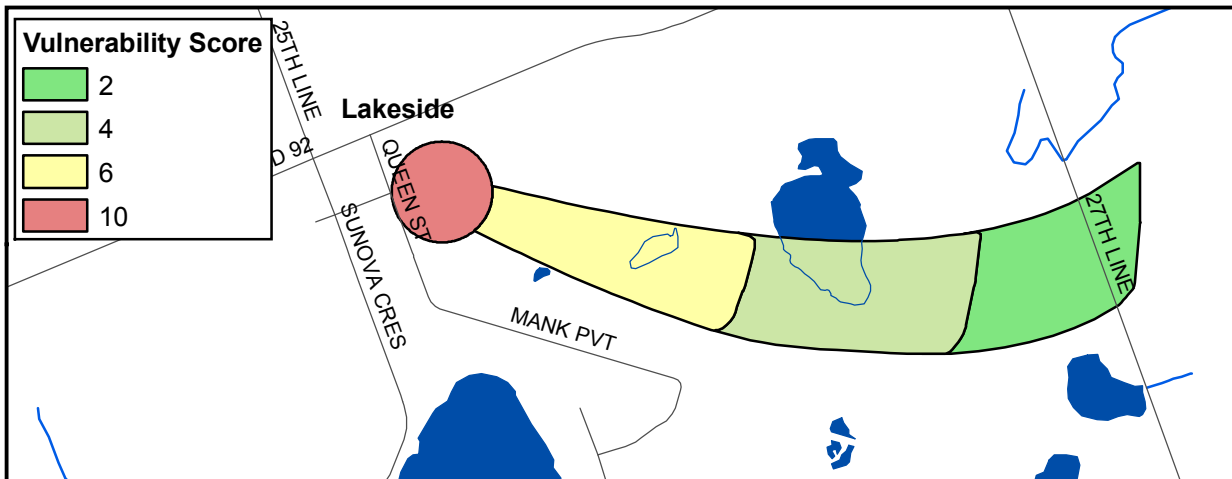 Vulnerability Score
2
4
6
10
25TH LINE
Lakeside
D 92
QUEEN ST
SUNOVA CRES
MANK PVT
27TH LINE